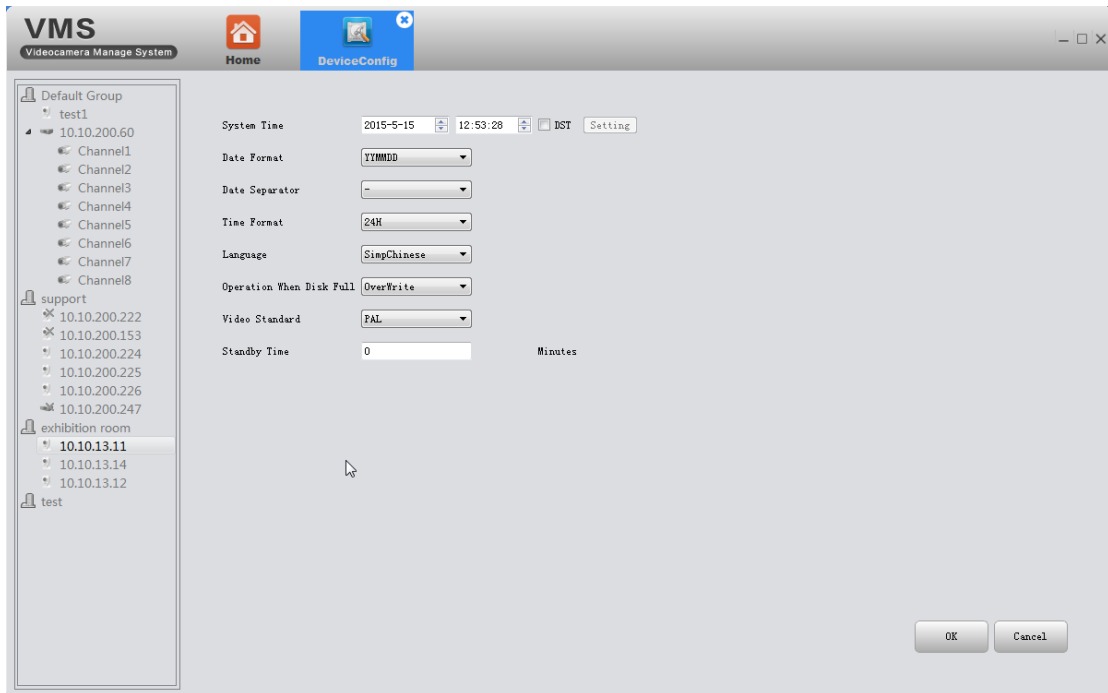 VMS
Videocamera Manage System
Home
DeviceConfig
Default Group
test1
10.10.200.60
Channel1
Channel2
Channel3
Channel4
Channel5
Channel6
Channel7
Channel8
support
10.10.200.222
10.10.200.153
10.10.200.224
10.10.200.225
10.10.200.226
10.10.200.247
exhibition room
10.10.13.11
10.10.13.14
10.10.13.12
test
System Time 2015-5-15 12:53:28 DST Setting
Date Format YYMMDD
Date Separator -
Time Format 24H
Language SimpChinese
Operation When Disk Full OverWrite
Video Standard PAL
Standby Time 0 Minutes
OK Cancel